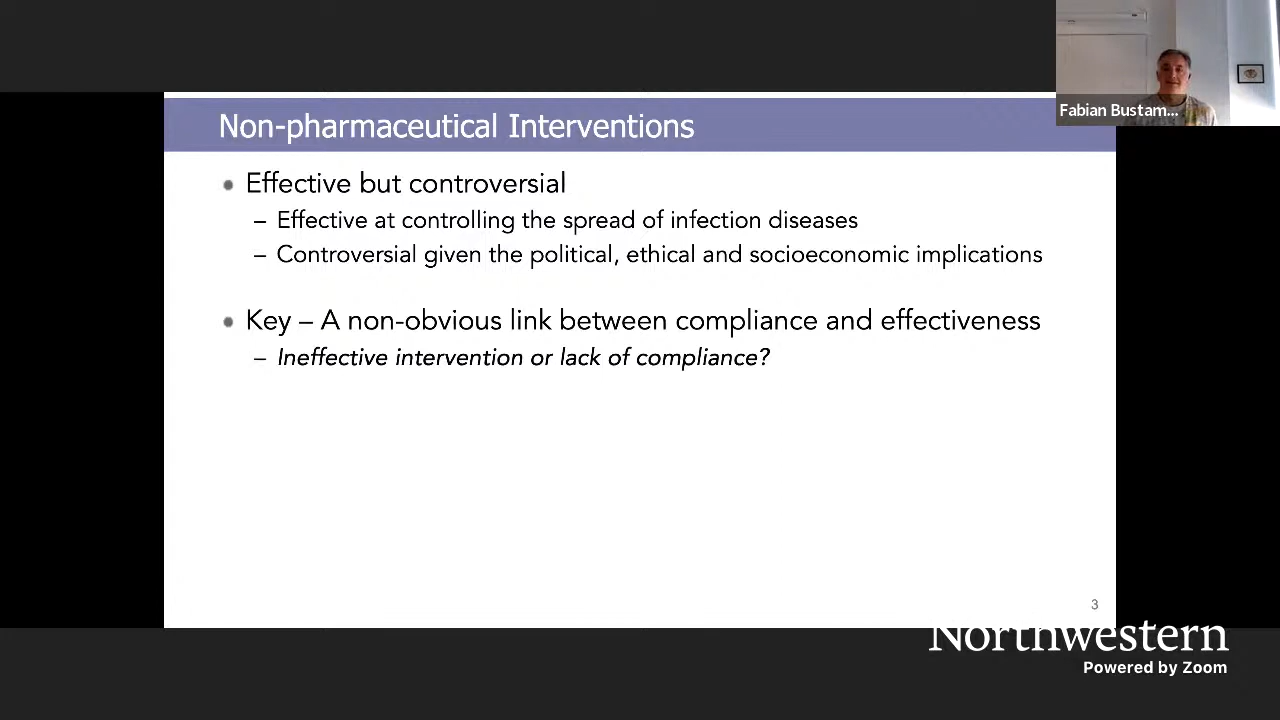 Fabian Bustam...
Non-pharmaceutical Interventions
Effective but controversial
– Effective at controlling the spread of infection diseases
– Controversial given the political, ethical and socioeconomic implications
Key – A non-obvious link between compliance and effectiveness
– Ineffective intervention or lack of compliance?
3
Northwestern
Powered by Zoom